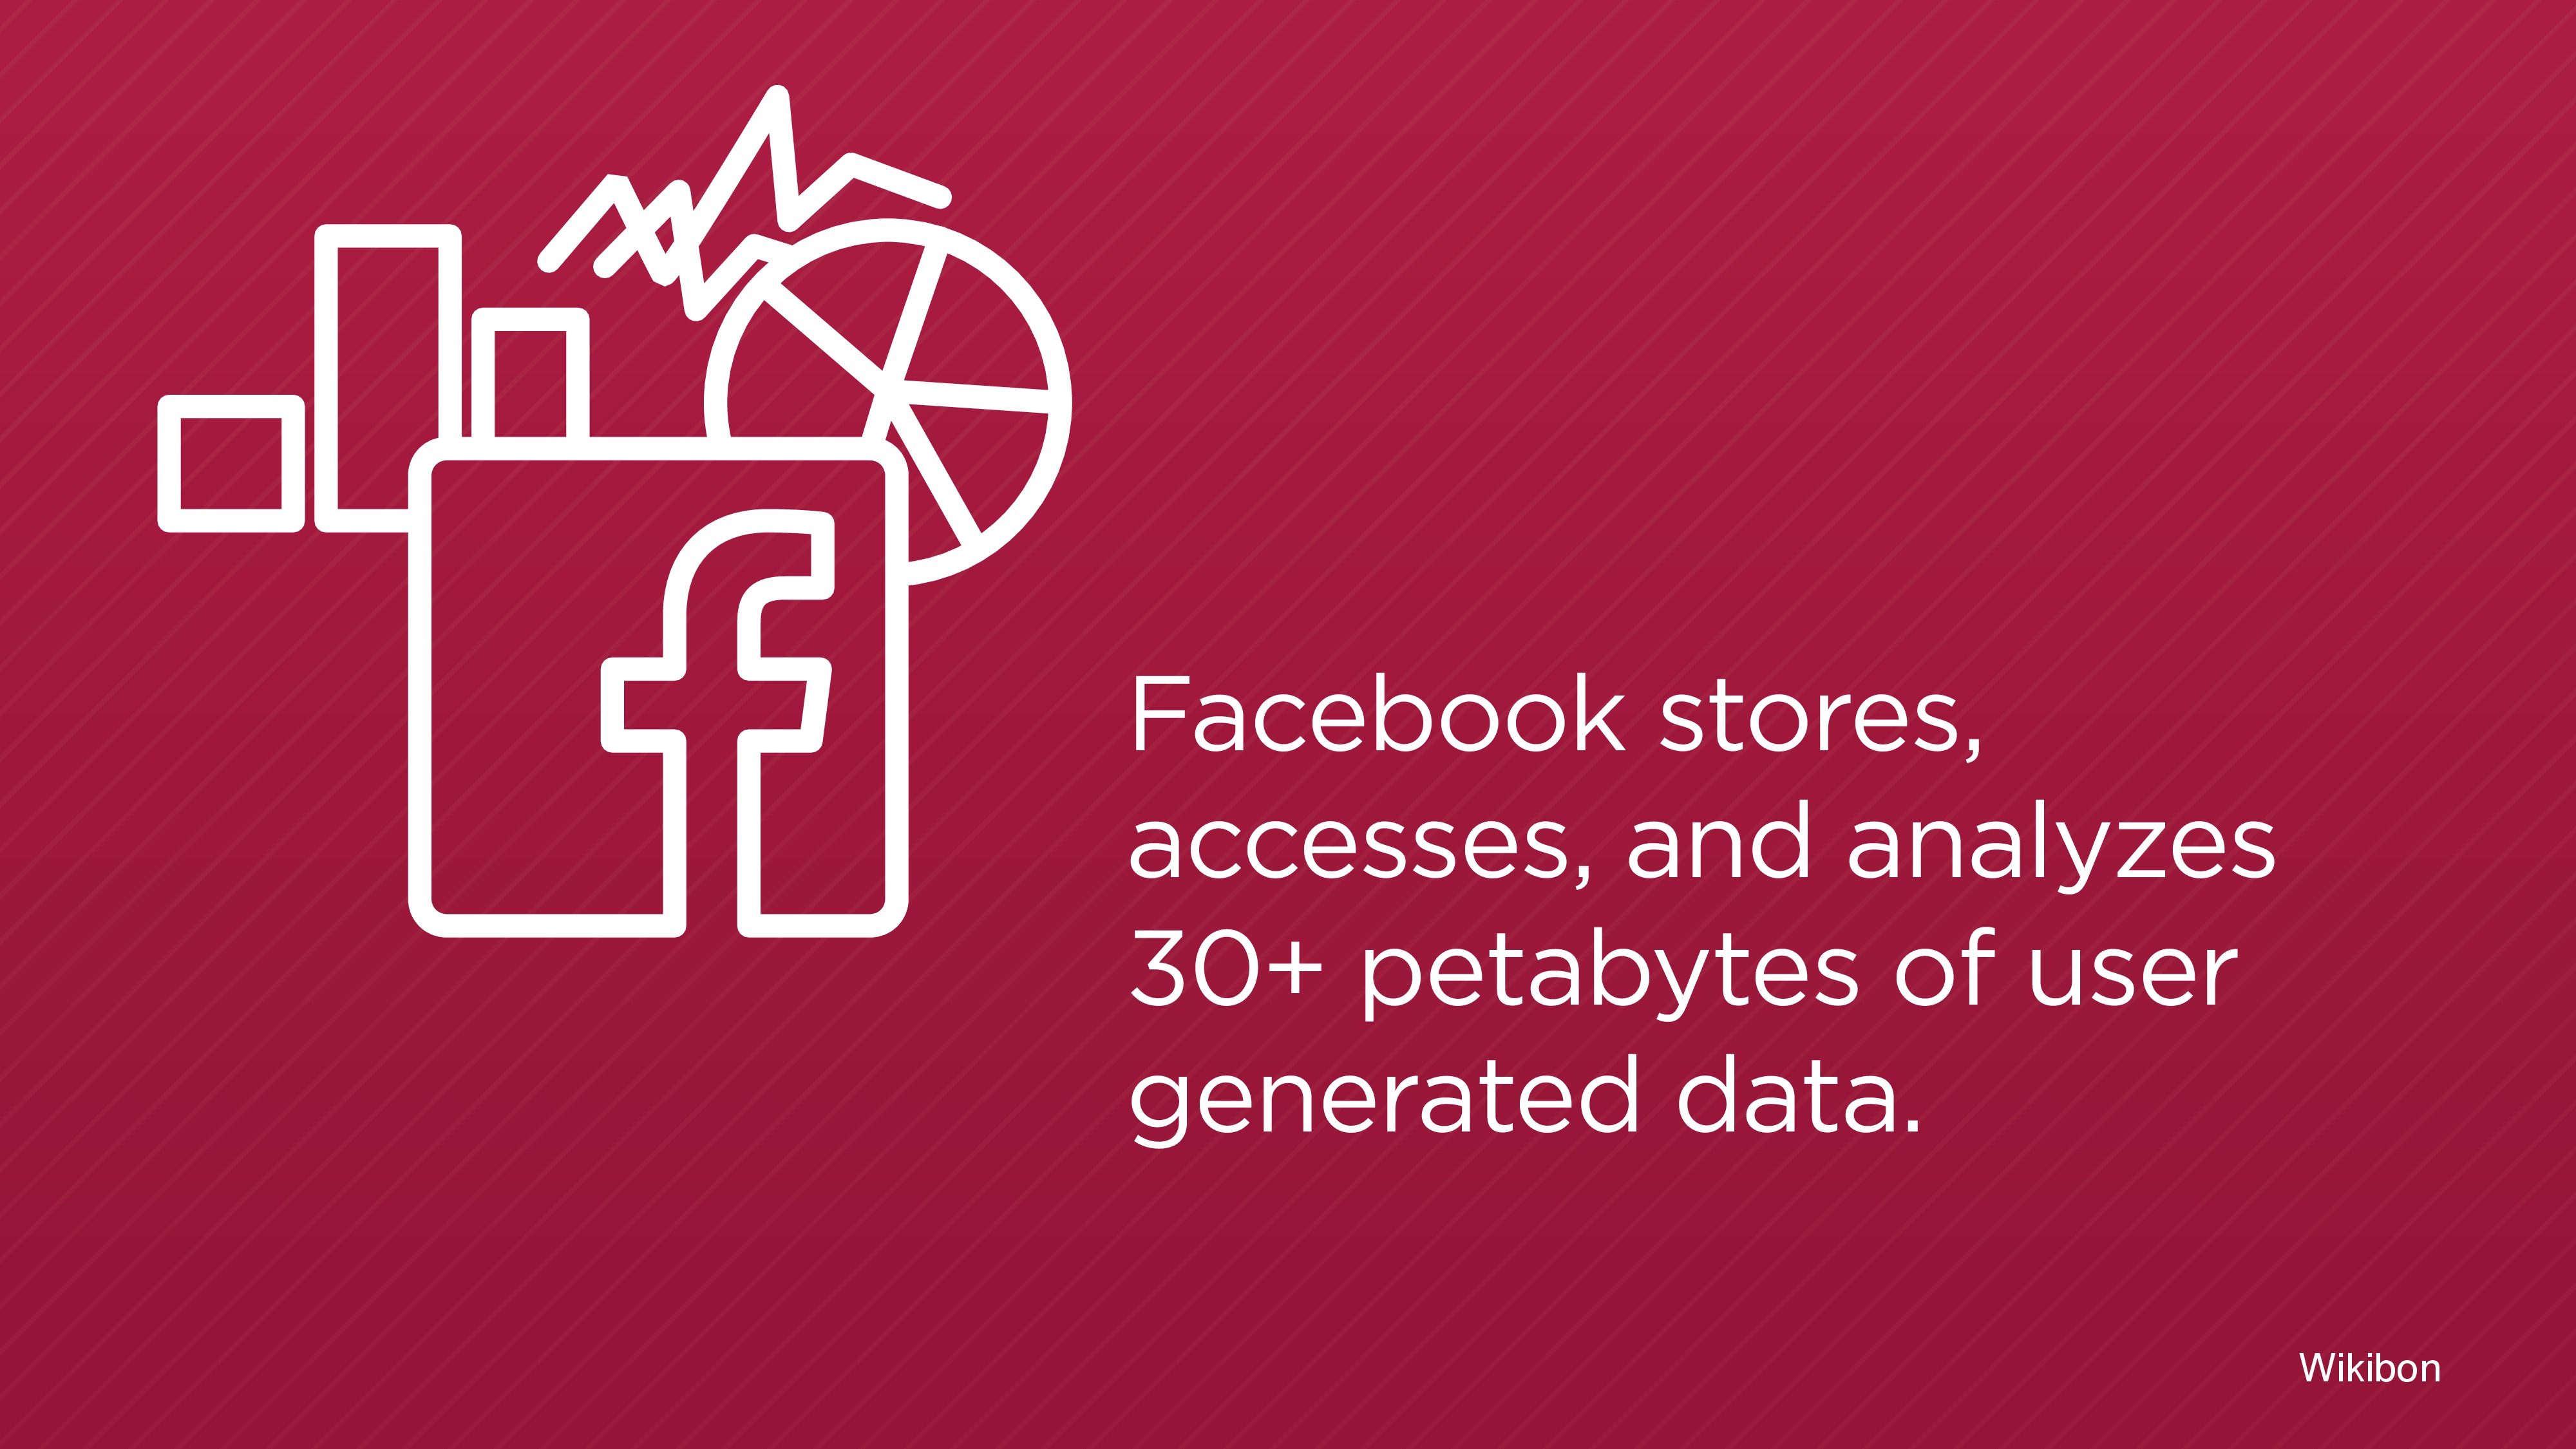 Facebook stores,
accesses, and analyzes
30+ petabytes of user
generated data.
Wikibon